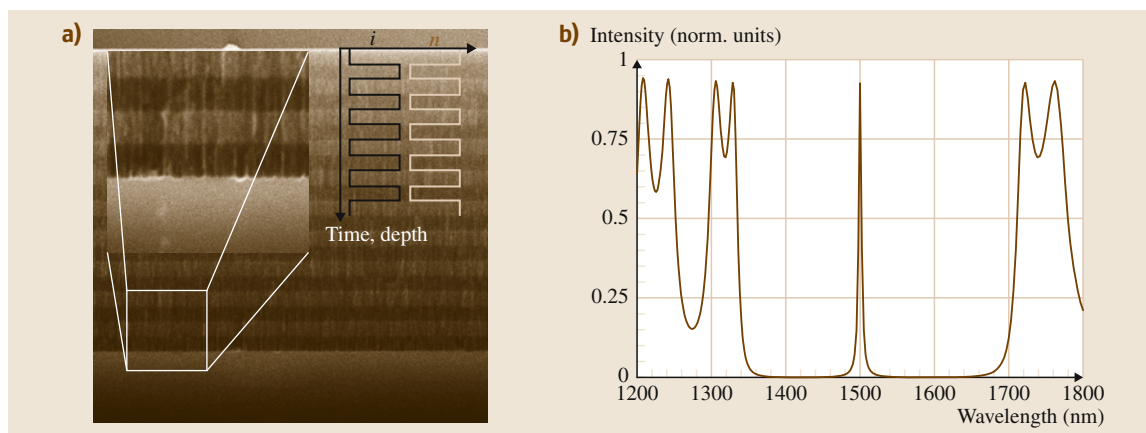 a)
i
n
Time, depth
b) Intensity (norm. units)
1
0.75
0.5
0.25
0
1200 1300 1400 1500 1600 1700 1800
Wavelength (nm)